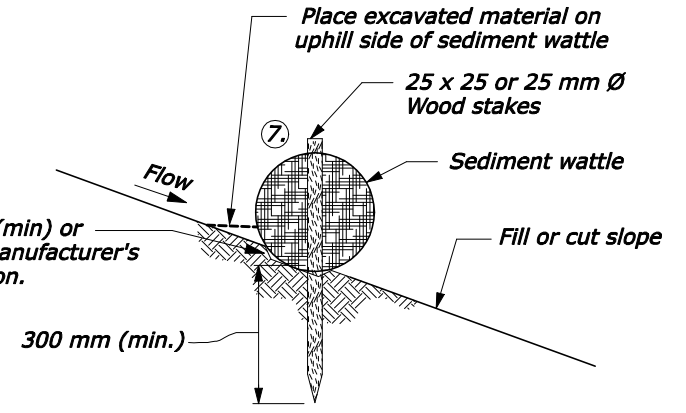 Place excavated material on
uphill side of sediment wattle
25 x 25 or 25 mm Ø
Wood stakes
7.
Sediment wattle
Flow
(min) or
anufacturer's
on.
Fill or cut slope
300 mm (min.)